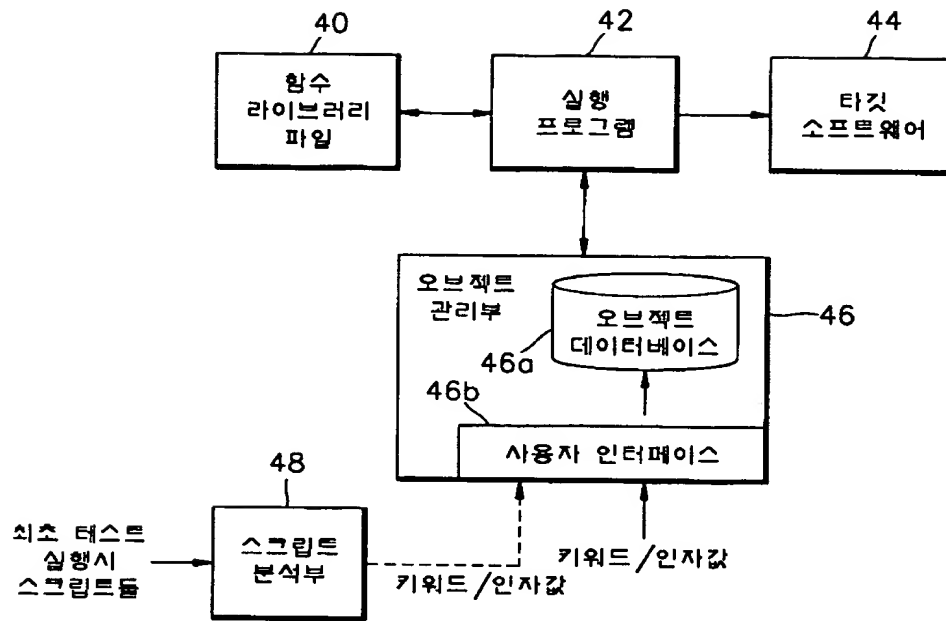 40
42
44
함수
라이브러리
파일
실행
프로그램
타깃
소프트웨어
오브젝트
관리부
오브젝트
데이터베이스
46
46a
46b
사용자 인터페이스
48
최초 테스트
실행시
스크립트들
스크립트
분석부
키워드/인자값
키워드/인자값